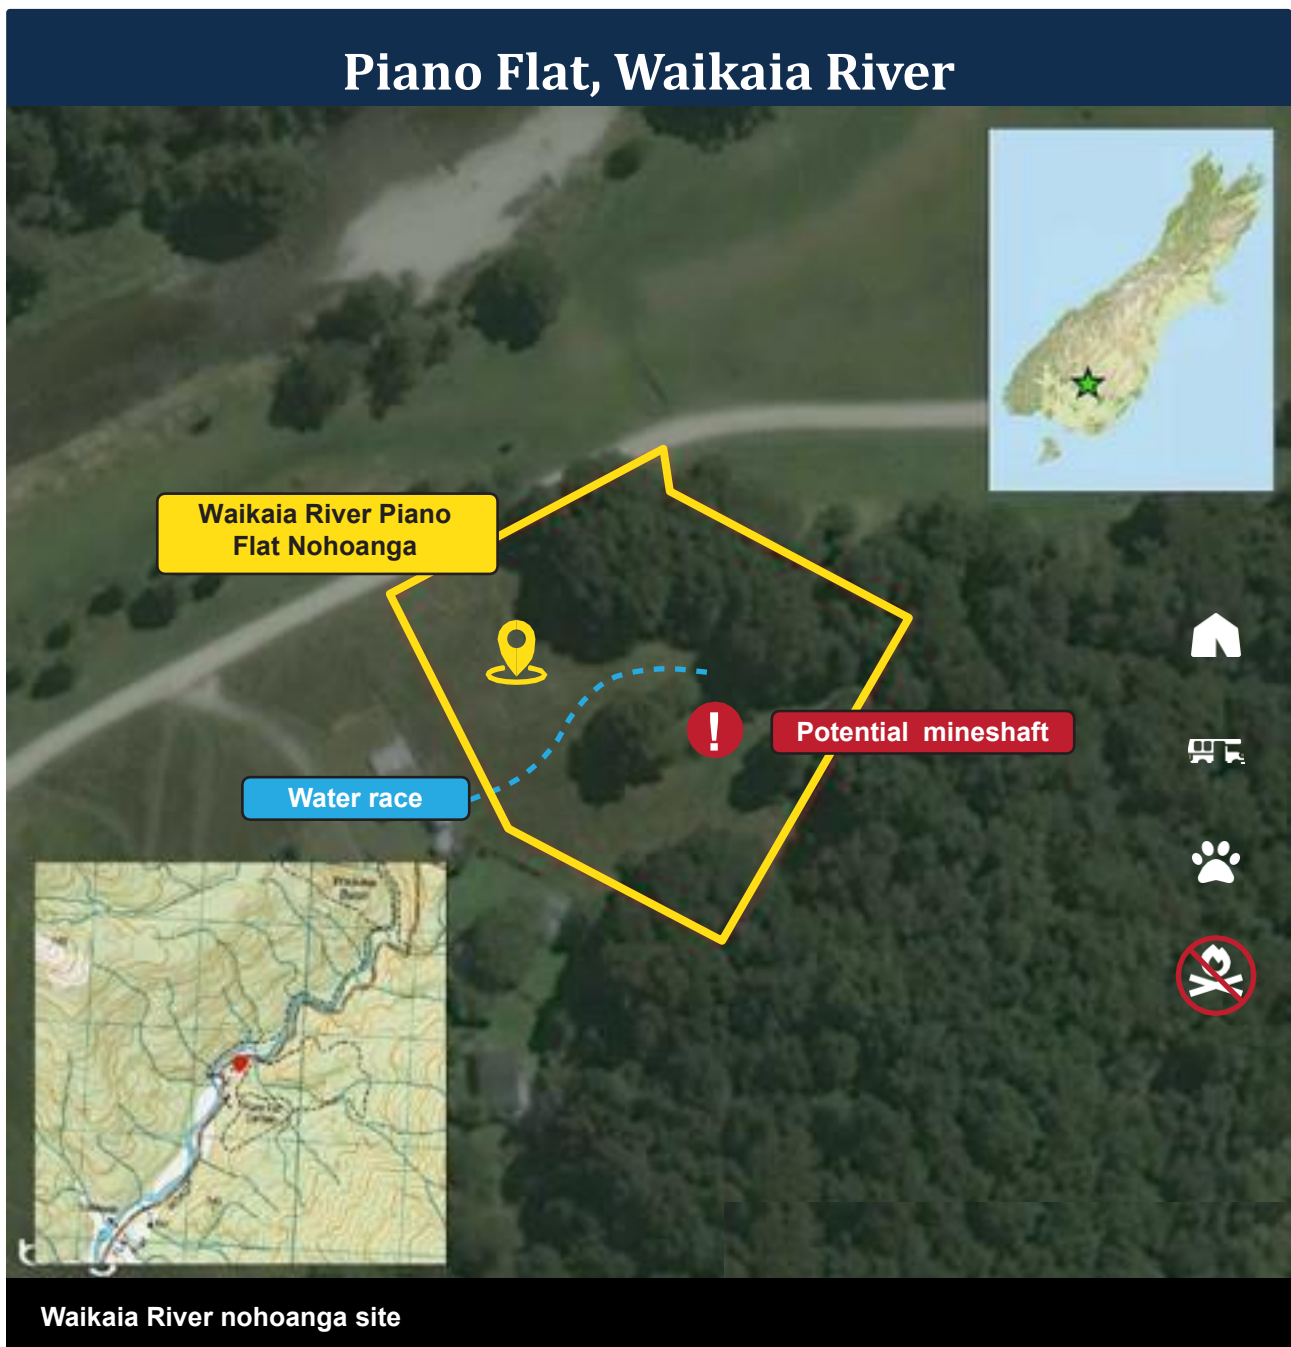 Piano Flat, Waikaia River
Waikaia River Piano
Flat Nohoanga
Potential mineshaft
Water race
Waikaia River nohoanga site